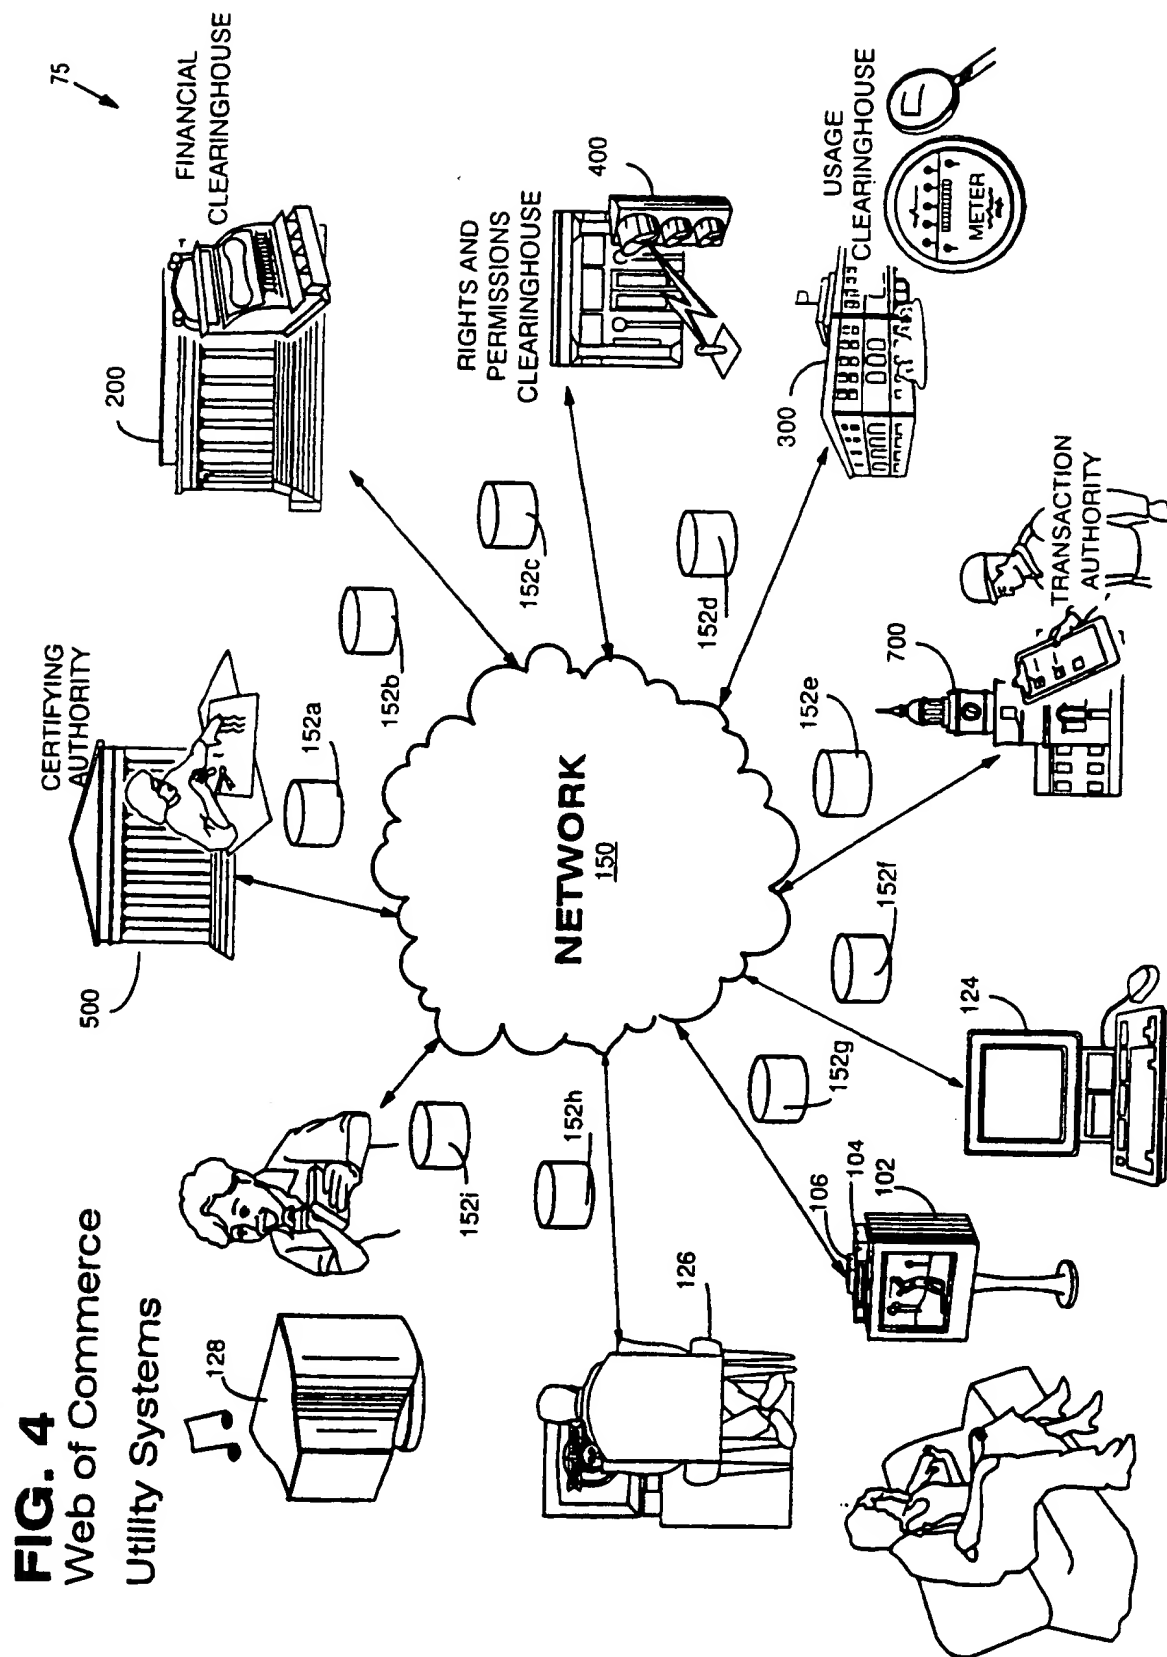 FIG. 4
Web of Commerce
Utility Systems
75
128
152i
500
CERTIFYING
AUTHORITY
152a
152b
200
FINANCIAL
CLEARINGHOUSE
152c
RIGHTS AND
PERMISSIONS
CLEARINGHOUSE
400
152h
NETWORK
150
152d
126
106
104
102
152g
152f
124
152e
700
TRANSACTION
AUTHORITY
300
USAGE
CLEARINGHOUSE
METER